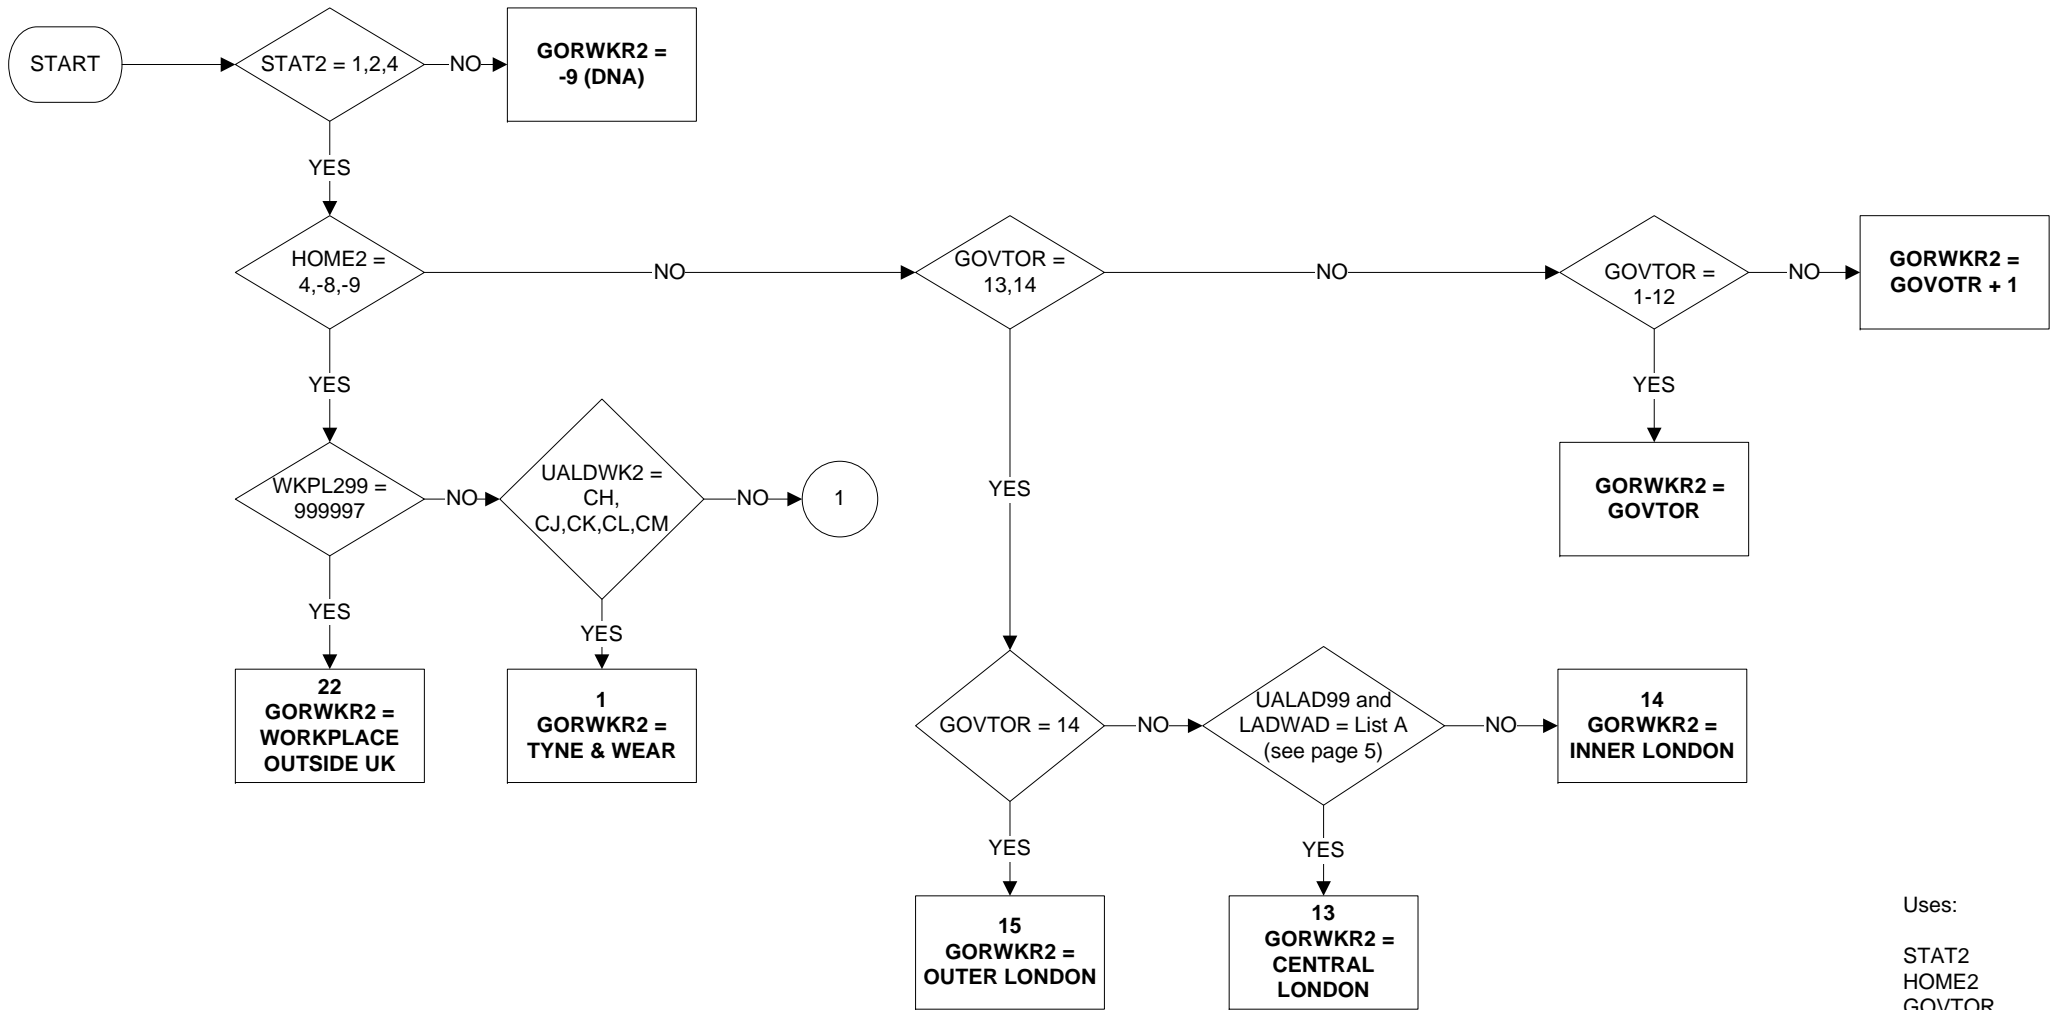 START
STAT2 = 1,2,4
NO
GORWKR2 =
-9 (DNA)
YES
HOME2 =
4,-8,-9
NO
GOVTOR =
13,14
NO
GOVTOR =
1-12
NO
GORWKR2 =
GOVOTR + 1
YES
YES
YES
GORWKR2 =
GOVTOR
WKPL299 =
999997
NO
UALDWK2 =
CH,
CJ,CK,CL,CM
NO
1
YES
22
GORWKR2 =
WORKPLACE
OUTSIDE UK
YES
1
GORWKR2 =
TYNE & WEAR
GOVTOR = 14
NO
UALAD99 and
LADWAD = List A
(see page 5)
NO
14
GORWKR2 =
INNER LONDON
YES
15
GORWKR2 =
OUTER LONDON
YES
13
GORWKR2 =
CENTRAL
LONDON
Uses:
STAT2
HOME2
GOVTOR